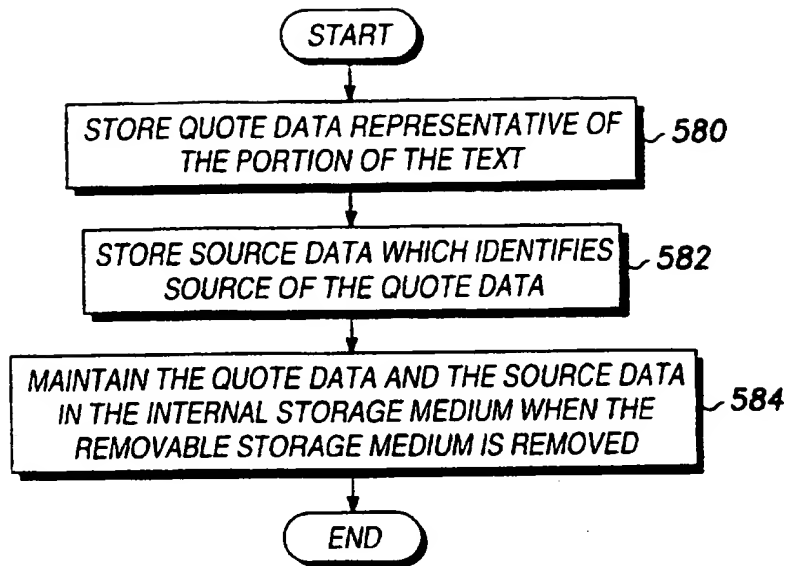 START
STORE QUOTE DATA REPRESENTATIVE OF
THE PORTION OF THE TEXT
580
STORE SOURCE DATA WHICH IDENTIFIES
SOURCE OF THE QUOTE DATA
582
MAINTAIN THE QUOTE DATA AND THE SOURCE DATA
IN THE INTERNAL STORAGE MEDIUM WHEN THE
REMOVABLE STORAGE MEDIUM IS REMOVED
584
END